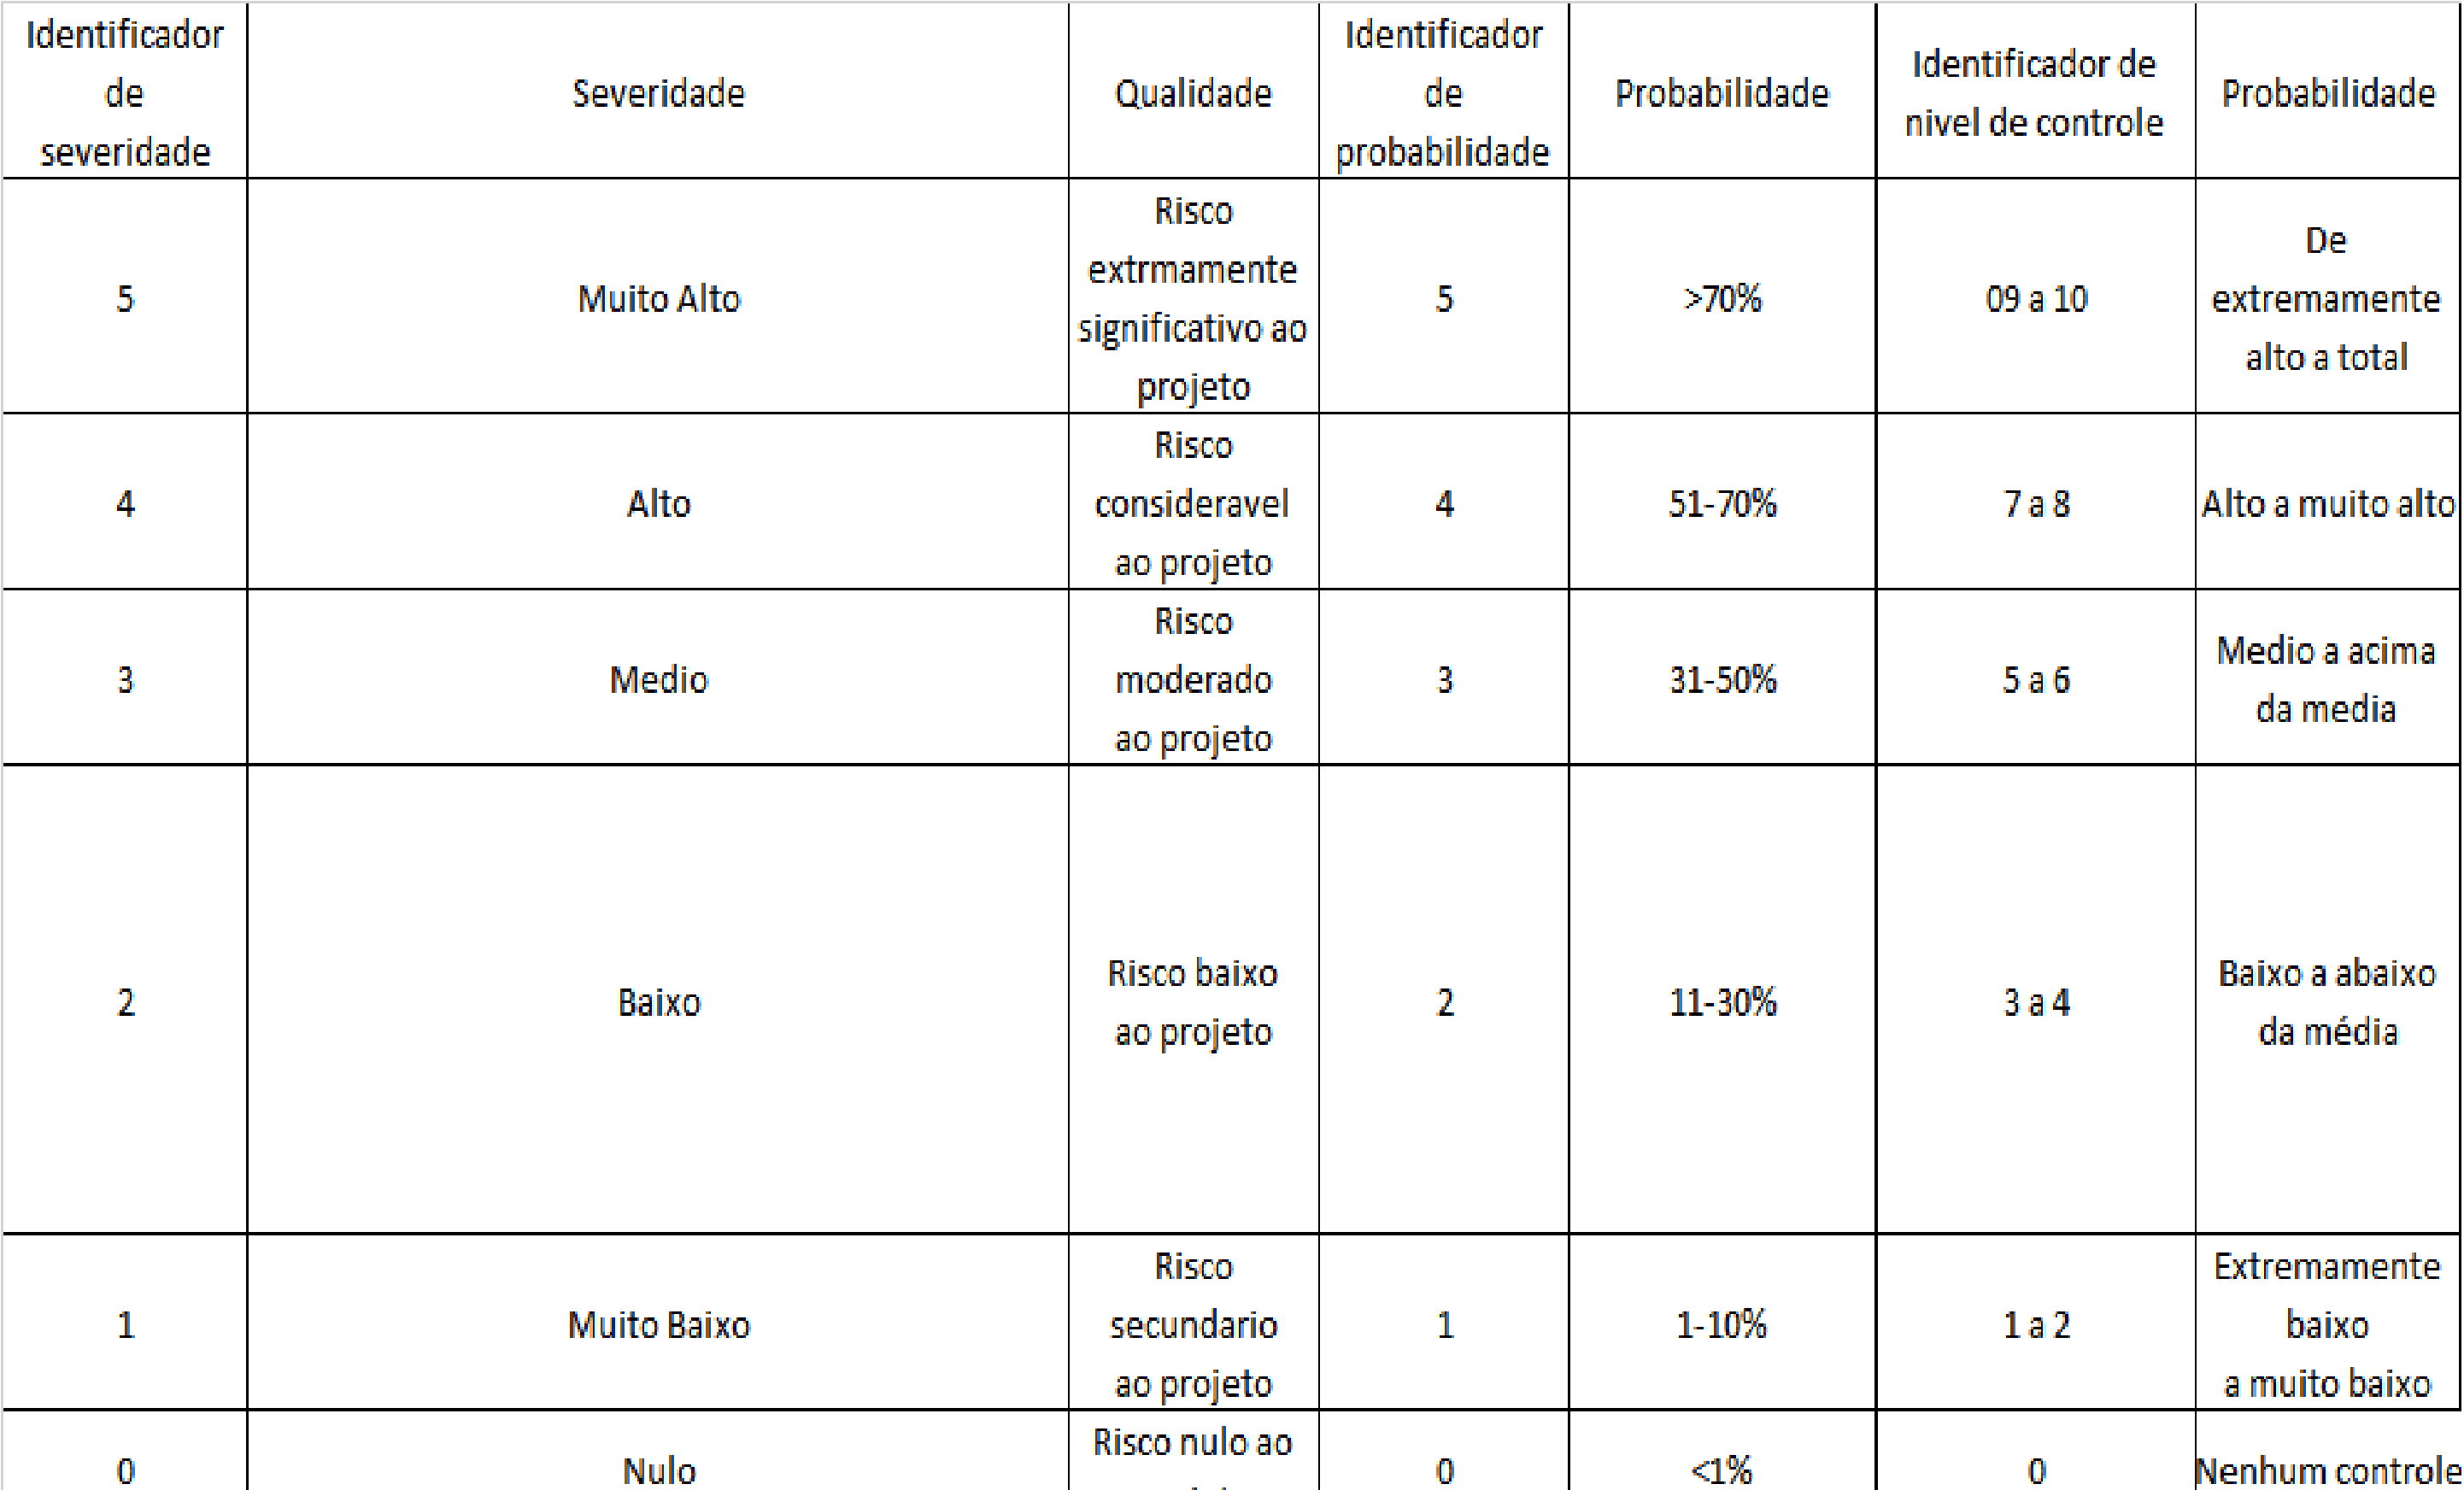 Identificador
de
severidade
Severidade
Qualidade
Identificador
de
probabilidade
Probabilidade
Identificador de
nivel de controle
Probabilidade
5
Muito Alto
Risco
extrmamente
significativo ao
projeto
5
>70%
09 a 10
De
extremamente
alto a total
4
Alto
Risco
consideravel
ao projeto
4
51-70%
7 a 8
Alto a muito alto
3
Medio
Risco
moderado
ao projeto
3
31-50%
5 a 6
Medio a acima
da media
2
Baixo
Risco baixo
ao projeto
2
11-30%
3 a 4
Baixo a abaixo
da média
1
Muito Baixo
Risco
secundario
ao projeto
1
1-10%
1 a 2
Extremamente
baixo
a muito baixo
0
Nulo
Risco nulo ao
0
<1%
0
Nenhum controle